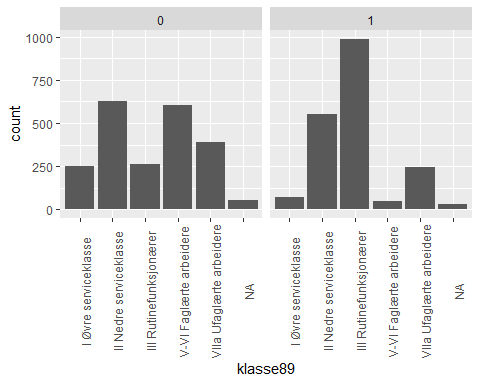 0
1
count
1000
750
500
250
0
I Øvre serviceklasse
II Nedre serviceklasse
III Rutinefunksjonærer
V-VI Faglærte arbeidere
VIIa Ufaglærte arbeidere
NA
I Øvre serviceklasse
II Nedre serviceklasse
III Rutinefunksjonærer
V-VI Faglærte arbeidere
VIIa Ufaglærte arbeidere
NA
klasse89